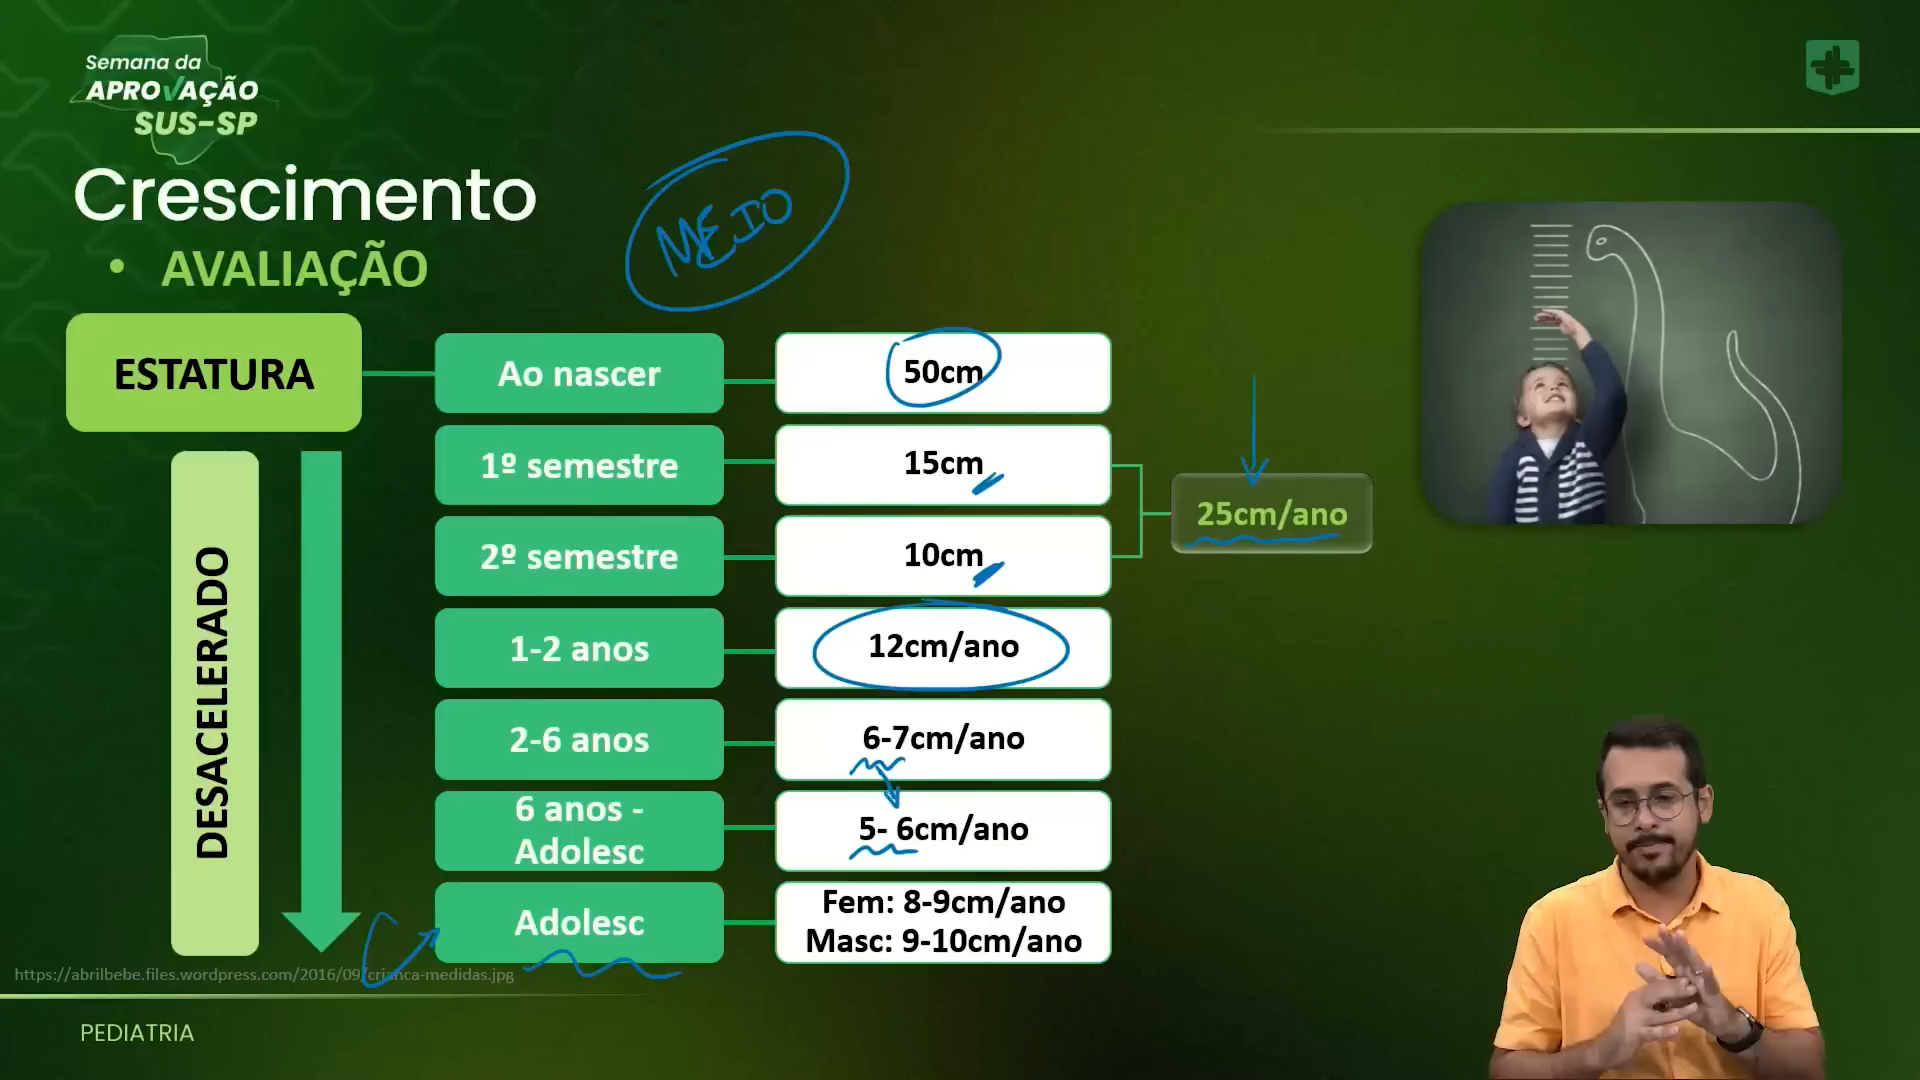 Semana da
APROVAÇÃO
SUS-SP
Crescimento
• AVALIAÇÃO
MEIO
ESTATURA
DESACELERADO
Ao nascer
50cm
1º semestre
15cm
2º semestre
10cm
25cm/ano
1-2 anos
12cm/ano
2-6 anos
6-7cm/ano
6 anos -
Adolesc
5- 6cm/ano
Adolesc
Fem: 8-9cm/ano
Masc: 9-10cm/ano
https://abrilbebe.files.wordpress.com/2016/09/crianca-medidas.jpg
PEDIATRIA